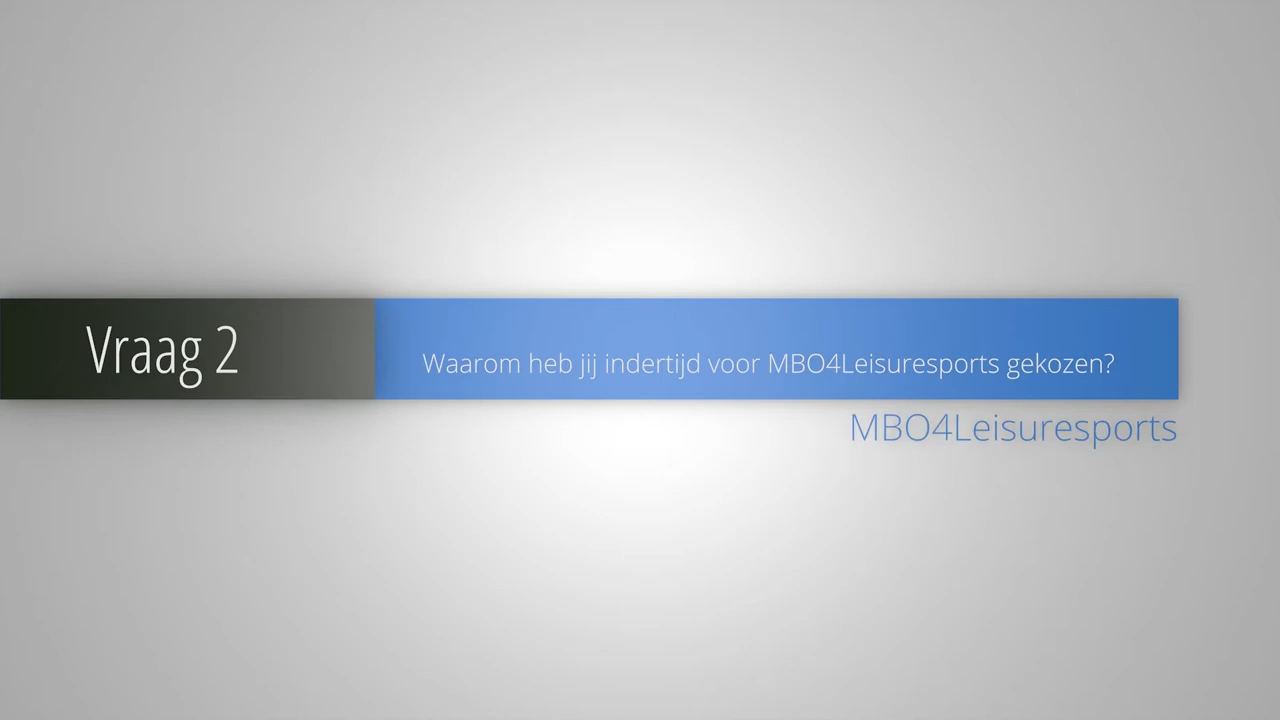 Vraag 2
Waarom heb jij indertijd voor MBO4Leisuresports gekozen?
MBO4Leisuresports